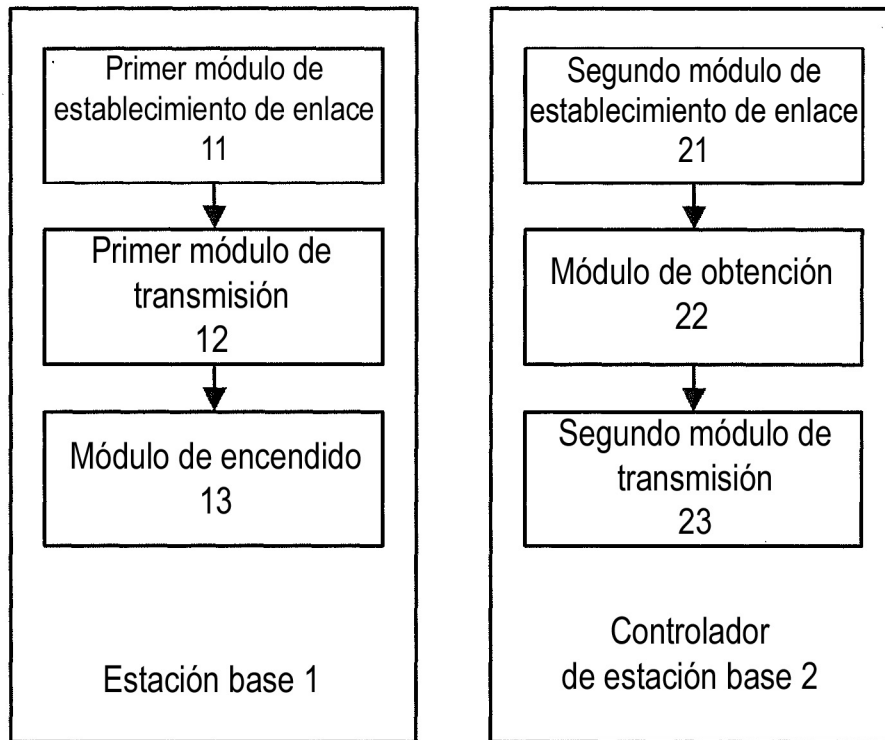 Primer módulo de
establecimiento de enlace
11
Primer módulo de
transmisión
12
Módulo de encendido
13
Estación base 1
Segundo módulo de
establecimiento de enlace
21
Módulo de obtención
22
Segundo módulo de
transmisión
23
Controlador
de estación base 2